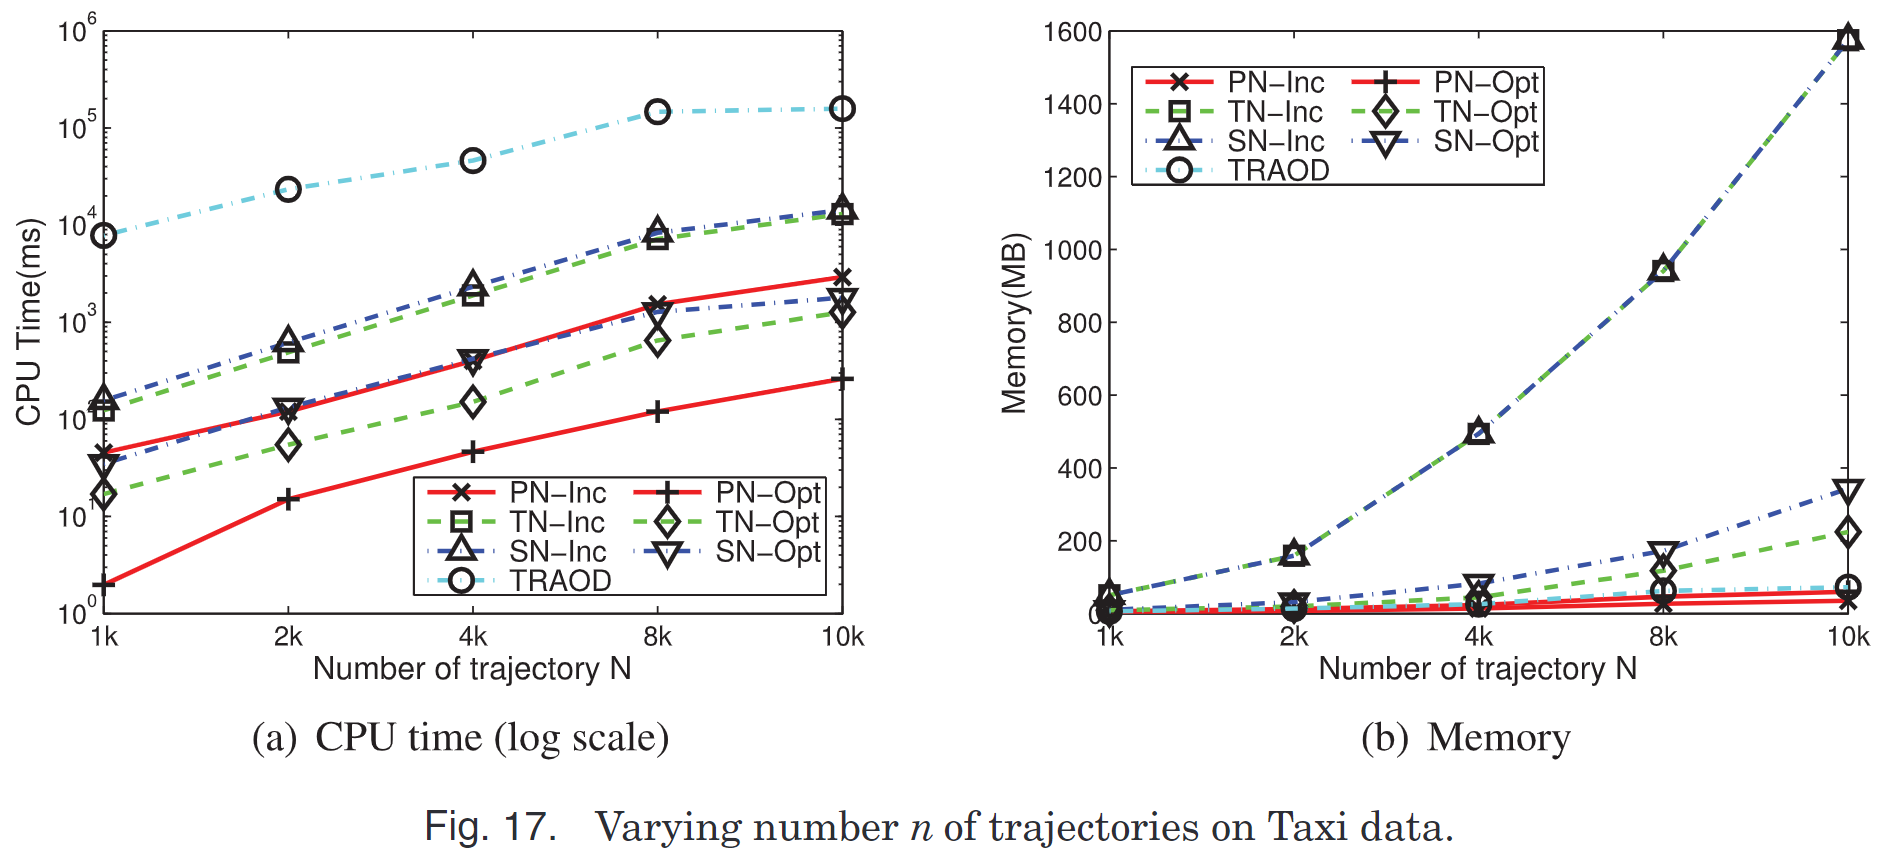 10^6
10^5
10^4
10^3
10^2
10^1
10^0
CPU Time(ms)
1k 2k 4k 8k 10k
Number of trajectory N
PN−Inc PN−Opt
TN−Inc TN−Opt
SN−Inc SN−Opt
TRAOD
(a) CPU time (log scale)
1600
1400
1200
1000
800
600
400
200
0
Memory(MB)
1k 2k 4k 8k 10k
Number of trajectory N
PN−Inc PN−Opt
TN−Inc TN−Opt
SN−Inc SN−Opt
TRAOD
(b) Memory
Fig. 17. Varying number n of trajectories on Taxi data.